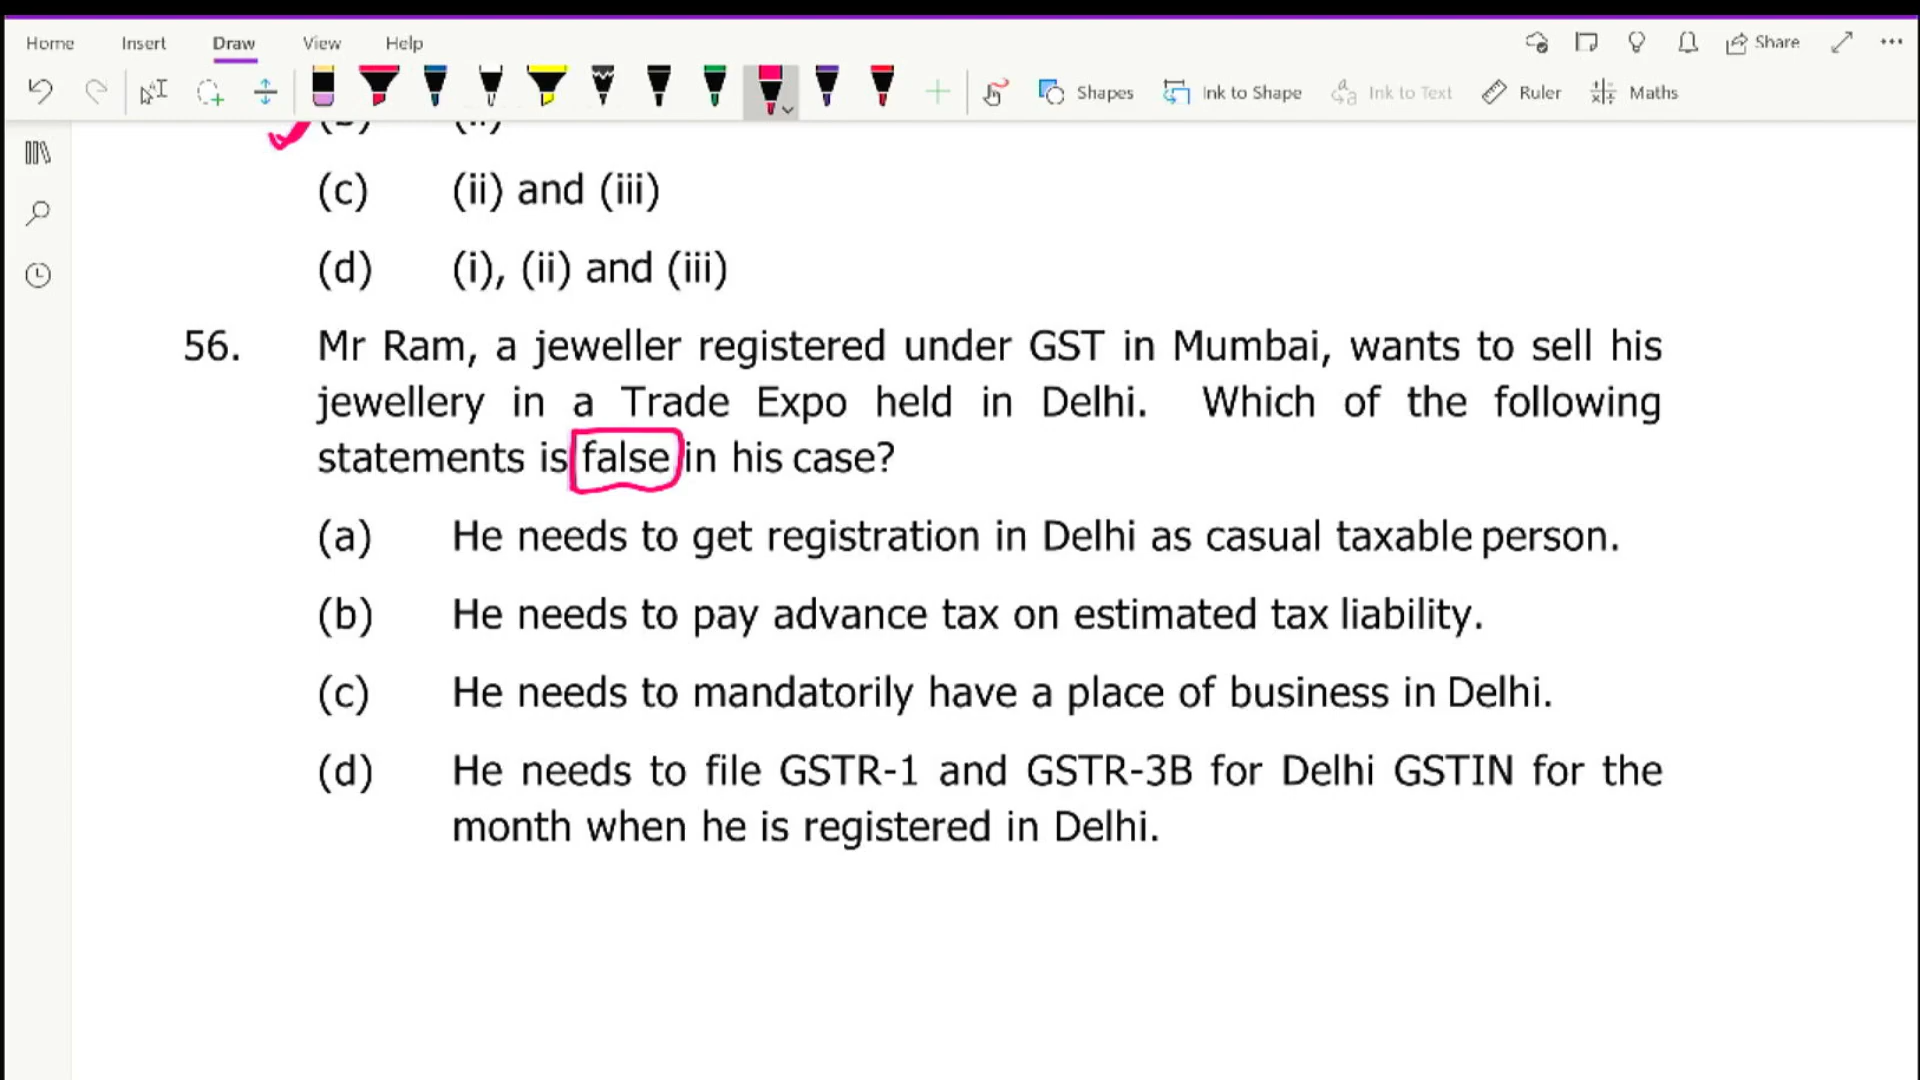 Home Insert Draw View Help
Share
Shapes Ink to Shape Ink to Text Ruler Maths
(c) (ii) and (iii)
(d) (i), (ii) and (iii)
56. Mr Ram, a jeweller registered under GST in Mumbai, wants to sell his
jewellery in a Trade Expo held in Delhi. Which of the following
statements is false in his case?
(a) He needs to get registration in Delhi as casual taxable person.
(b) He needs to pay advance tax on estimated tax liability.
(c) He needs to mandatorily have a place of business in Delhi.
(d) He needs to file GSTR-1 and GSTR-3B for Delhi GSTIN for the
month when he is registered in Delhi.